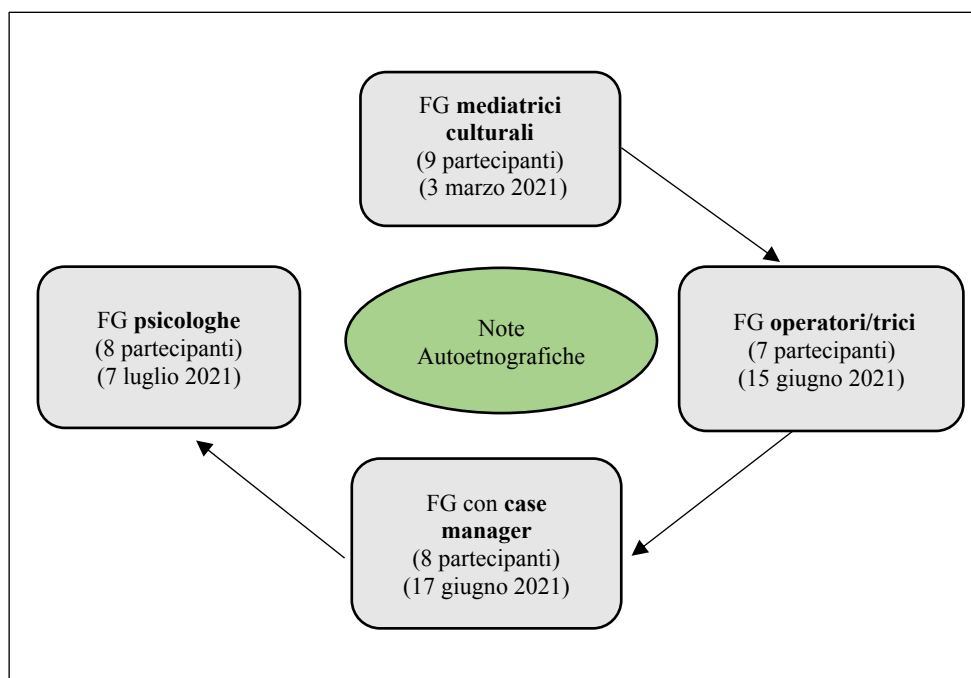 FG mediatrici
culturali
(9 partecipanti)
(3 marzo 2021)
FG psicologhe
(8 partecipanti)
(7 luglio 2021)
Note
Autoetnografiche
FG operatori/trici
(7 partecipanti)
(15 giugno 2021)
FG con case
manager
(8 partecipanti)
(17 giugno 2021)